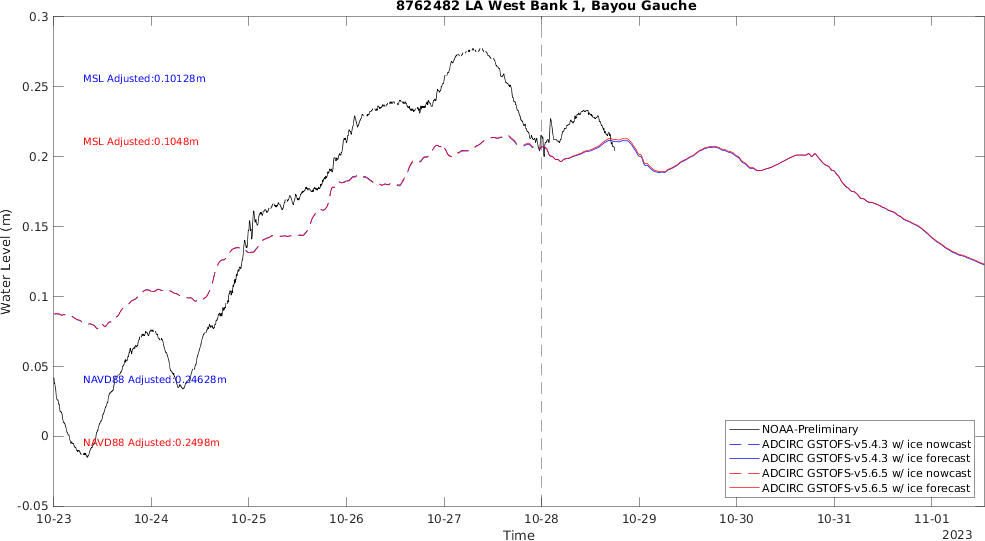 8762482 LA West Bank 1, Bayou Gauche
0.3
0.25
0.2
0.15
0.1
0.05
0
-0.05
Water Level (m)
MSL Adjusted:0.10128m
MSL Adjusted:0.1048m
NAVD88 Adjusted:0.24628m
NAVD88 Adjusted:0.2498m
NOAA-Preliminary
ADCIRC GSTOFS-v5.4.3 w/ ice nowcast
ADCIRC GSTOFS-v5.4.3 w/ ice forecast
ADCIRC GSTOFS-v5.6.5 w/ ice nowcast
ADCIRC GSTOFS-v5.6.5 w/ ice forecast
10-23 10-24 10-25 10-26 10-27 10-28 10-29 10-30 10-31 11-01
Time
2023